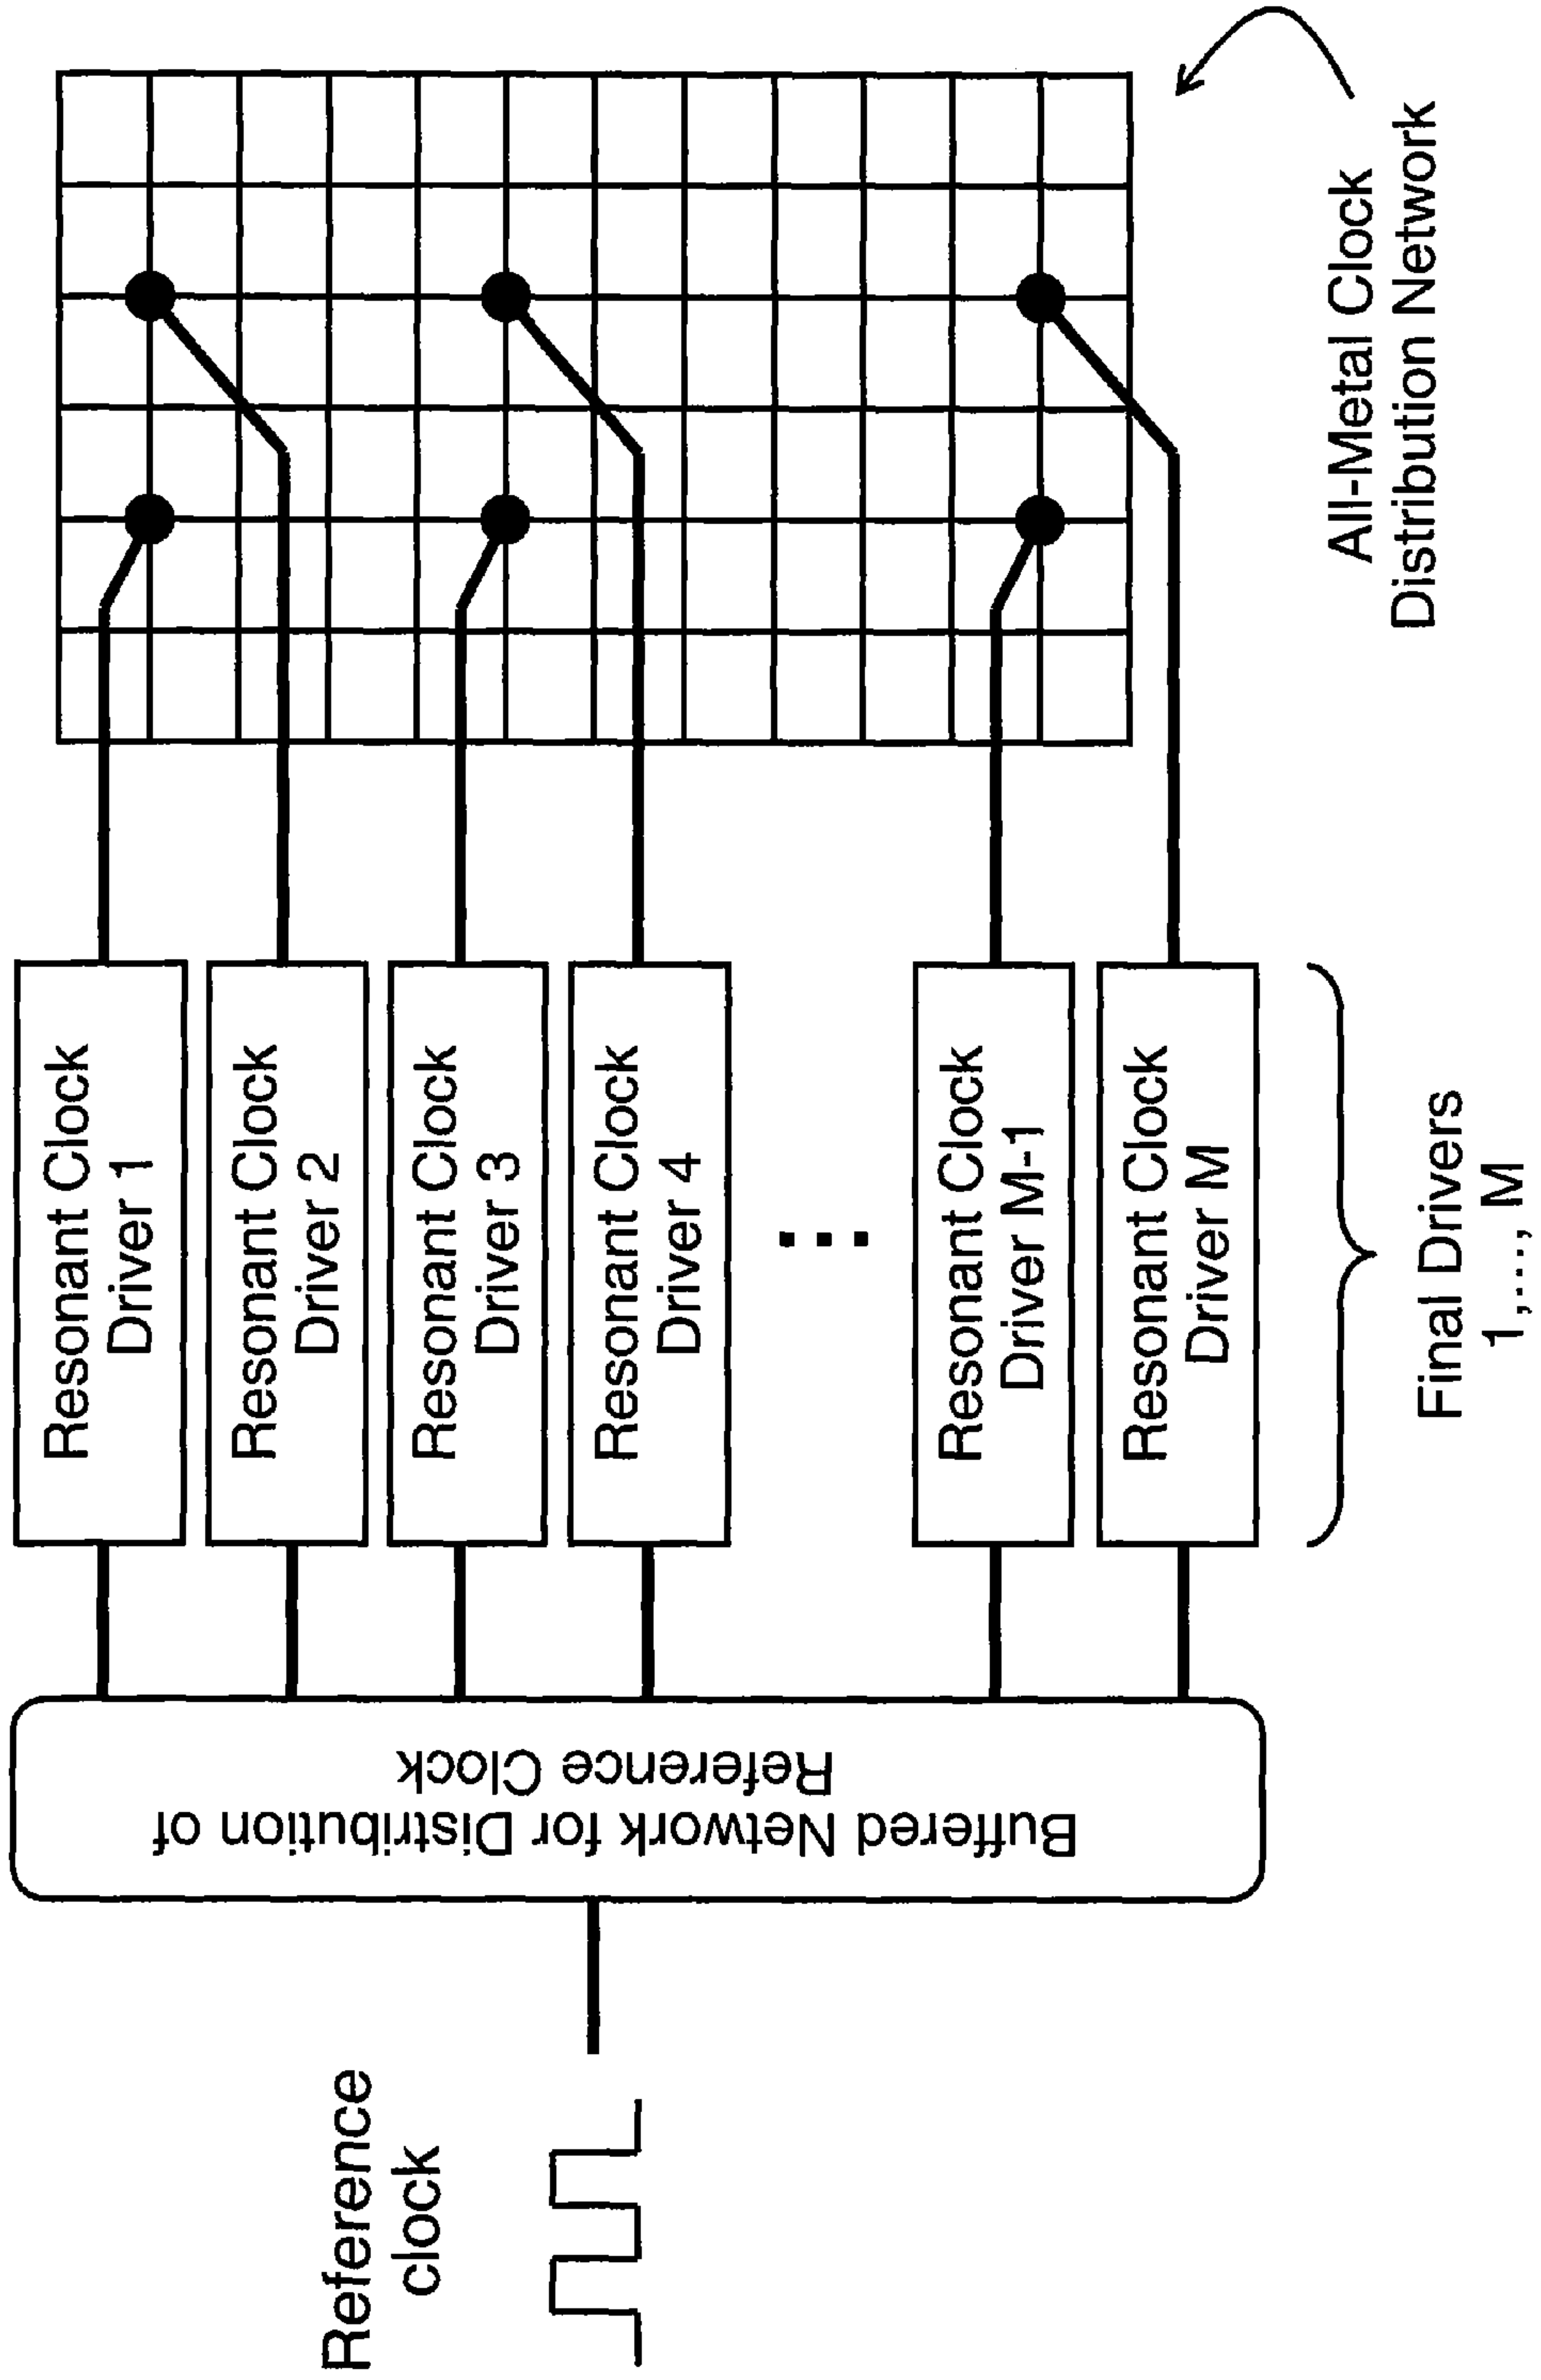 Reference
clock
Buffered Network for Distribution of
Reference Clock
Resonant Clock
Driver 1
Resonant Clock
Driver 2
Resonant Clock
Driver 3
Resonant Clock
Driver 4
Resonant Clock
Driver M-1
Resonant Clock
Driver M
Final Drivers
1,..., M
All-Metal Clock
Distribution Network